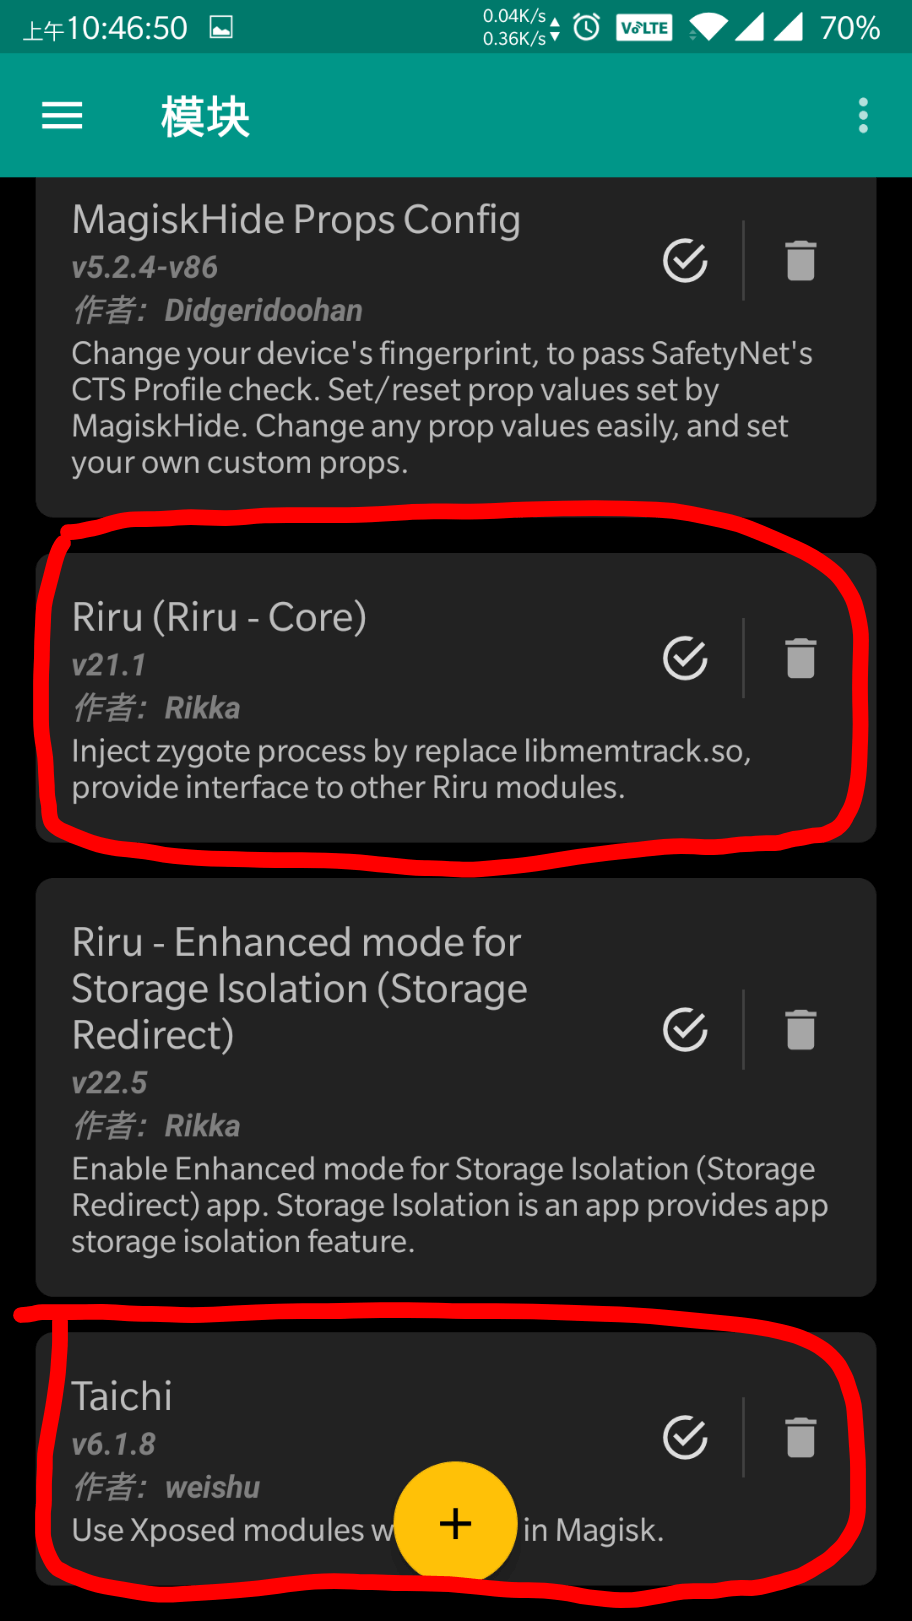 上午10:46:50 0.04K/s 0.36K/s VoLTE 70%
模块
MagiskHide Props Config
v5.2.4-v86
作者：Didgeridoohan
Change your device's fingerprint, to pass SafetyNet's
CTS Profile check. Set/reset prop values set by
MagiskHide. Change any prop values easily, and set
your own custom props.
Riru (Riru - Core)
v21.1
作者：Rikka
Inject zygote process by replace libmemtrack.so,
provide interface to other Riru modules.
Riru - Enhanced mode for
Storage Isolation (Storage
Redirect)
v22.5
作者：Rikka
Enable Enhanced mode for Storage Isolation (Storage
Redirect) app. Storage Isolation is an app provides app
storage isolation feature.
Taichi
v6.1.8
作者：weishu
Use Xposed modules in Magisk.